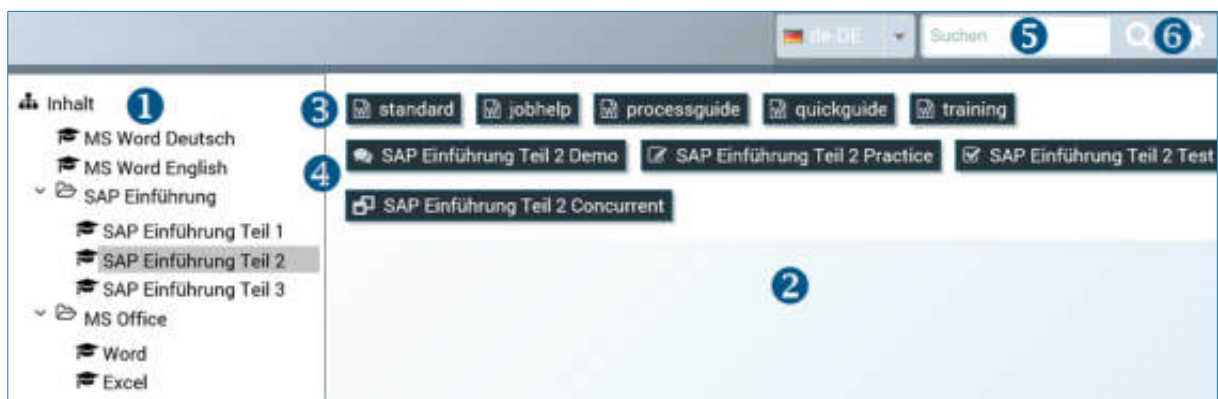 de-DE Suchen 5 6
Inhalt 1
MS Word Deutsch
MS Word English
SAP Einführung
SAP Einführung Teil 1
SAP Einführung Teil 2
SAP Einführung Teil 3
MS Office
Word
Excel
3 standard jobhelp processguide quickguide training
4 SAP Einführung Teil 2 Demo SAP Einführung Teil 2 Practice SAP Einführung Teil 2 Test
SAP Einführung Teil 2 Concurrent
2